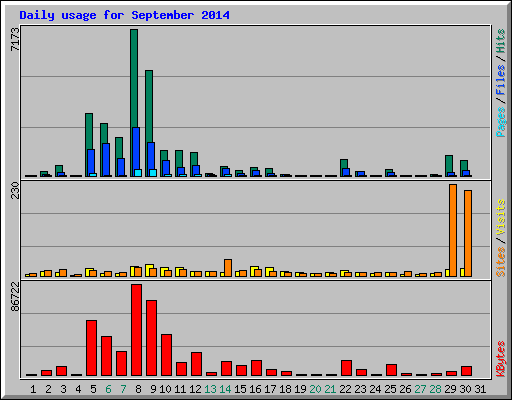 Daily usage for September 2014
7173
Pages / Files / Hits
230
Sites / Visits
86722
KBytes
1 2 3 4 5 6 7 8 9 10 11 12 13 14 15 16 17 18 19 20 21 22 23 24 25 26 27 28 29 30 31